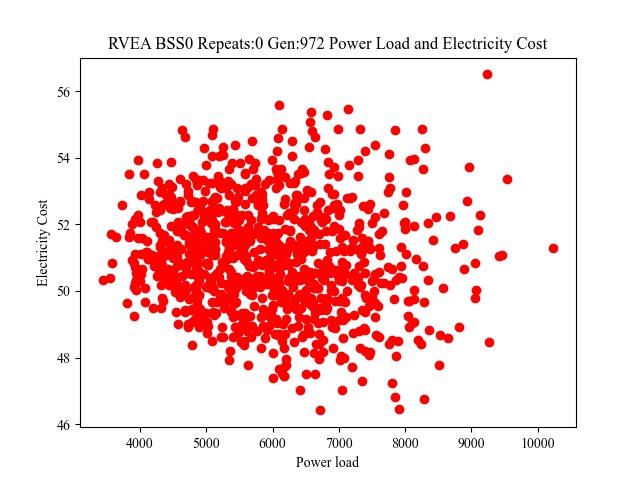 RVEA BSS0 Repeats:0 Gen:972 Power Load and Electricity Cost
56
54
52
50
48
46
Electricity Cost
4000 5000 6000 7000 8000 9000 10000
Power load